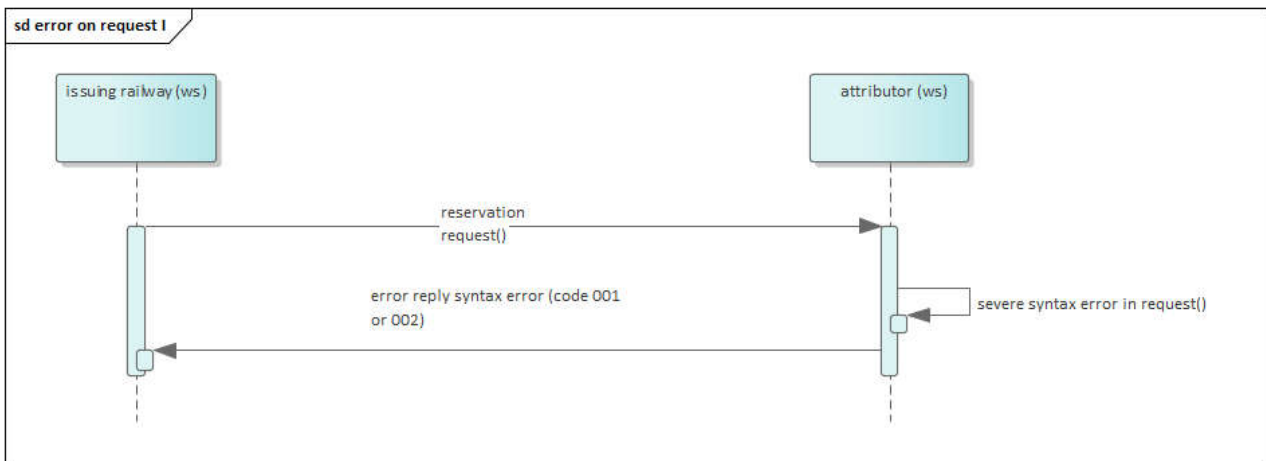 sd error on request I
issuing railway (ws)
attributor (ws)
reservation
request()
error reply syntax error (code 001
or 002)
severe syntax error in request()